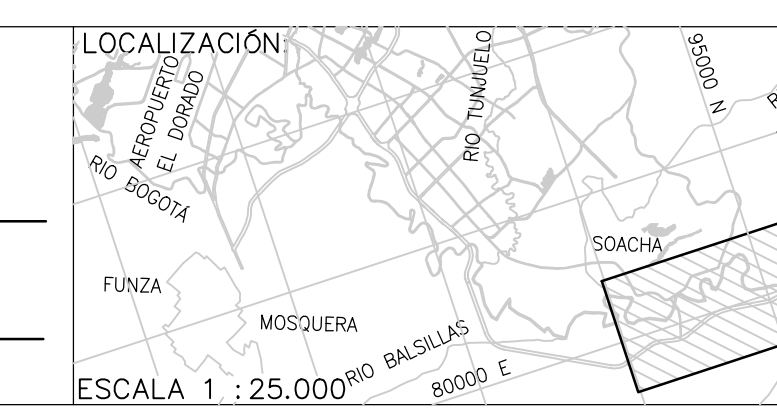 LOCALIZACIÓN:
AEROPUERTO
EL DORADO
RIO BOGOTÁ
RIO TUNJUELO
95000 N
SOACHA
FUNZA
MOSQUERA
RIO BALSILLAS
80000 E
ESCALA 1 :25.000